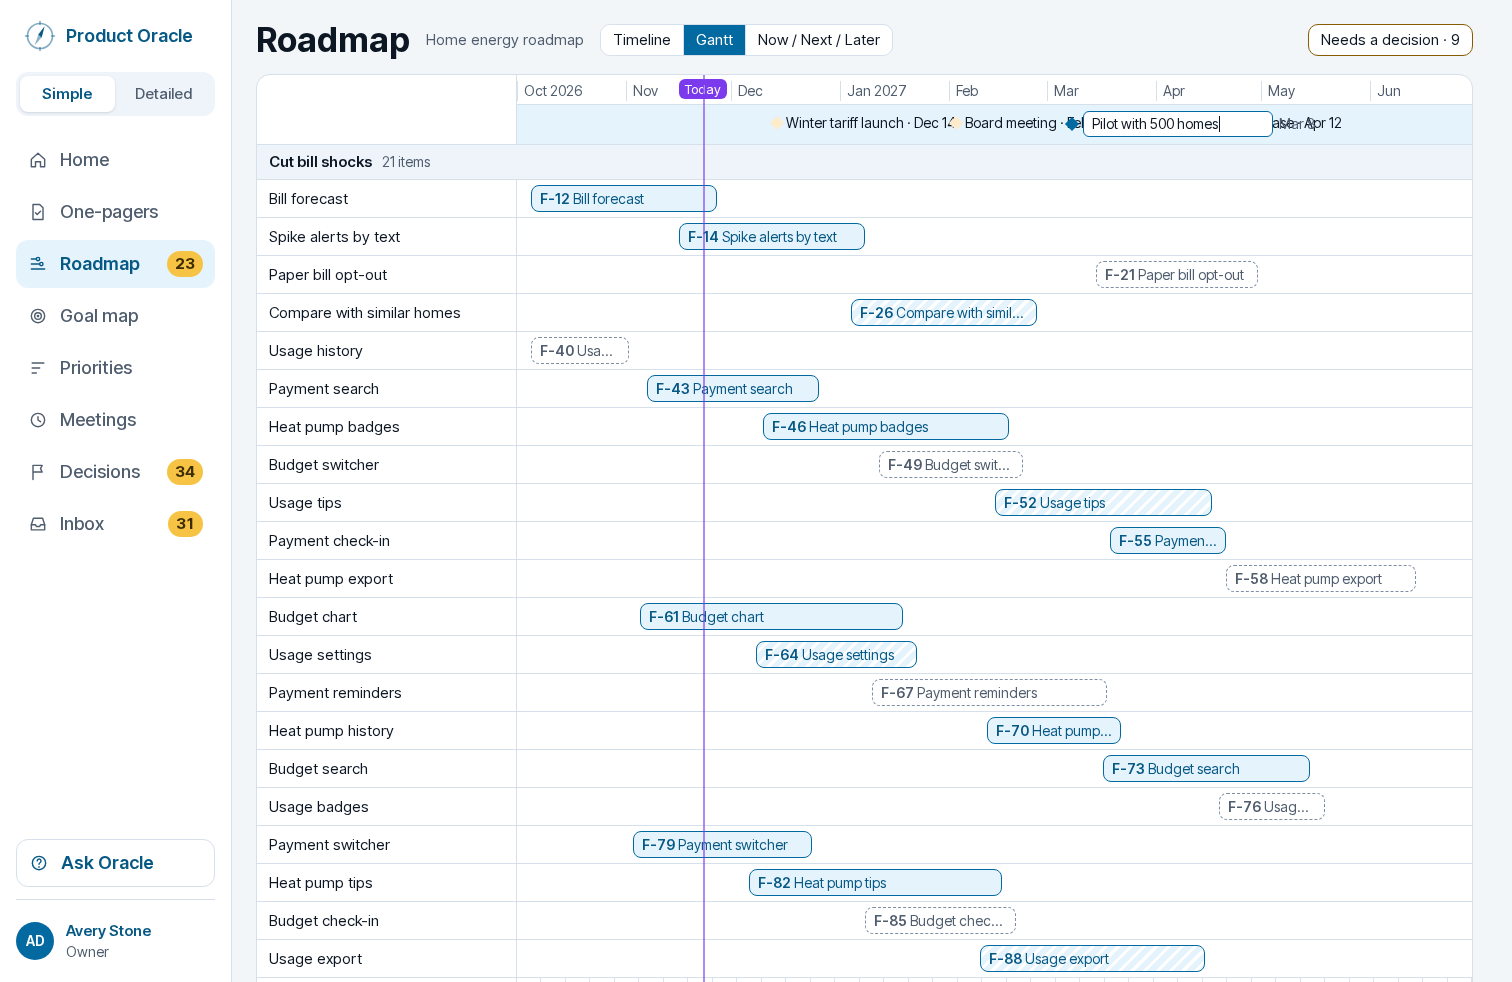 Product Oracle
Simple
Detailed
Home
One-pagers
Roadmap
23
Goal map
Priorities
Meetings
Decisions
34
Inbox
31
Ask Oracle
AD
Avery Stone
Owner
Roadmap
Home energy roadmap
Timeline
Gantt
Now / Next / Later
Needs a decision · 9
Oct 2026
Nov
Today
Dec
Jan 2027
Feb
Mar
Apr
May
Jun
Winter tariff launch · Dec 14
Board meeting ·
Pilot with 500 homes
Apr 12
Cut bill shocks
21 items
Bill forecast
F-12 Bill forecast
Spike alerts by text
F-14 Spike alerts by text
Paper bill opt-out
F-21 Paper bill opt-out
Compare with similar homes
F-26 Compare with simil...
Usage history
F-40 Usa...
Payment search
F-43 Payment search
Heat pump badges
F-46 Heat pump badges
Budget switcher
F-49 Budget swit...
Usage tips
F-52 Usage tips
Payment check-in
F-55 Paymen...
Heat pump export
F-58 Heat pump export
Budget chart
F-61 Budget chart
Usage settings
F-64 Usage settings
Payment reminders
F-67 Payment reminders
Heat pump history
F-70 Heat pump...
Budget search
F-73 Budget search
Usage badges
F-76 Usag...
Payment switcher
F-79 Payment switcher
Heat pump tips
F-82 Heat pump tips
Budget check-in
F-85 Budget chec...
Usage export
F-88 Usage export